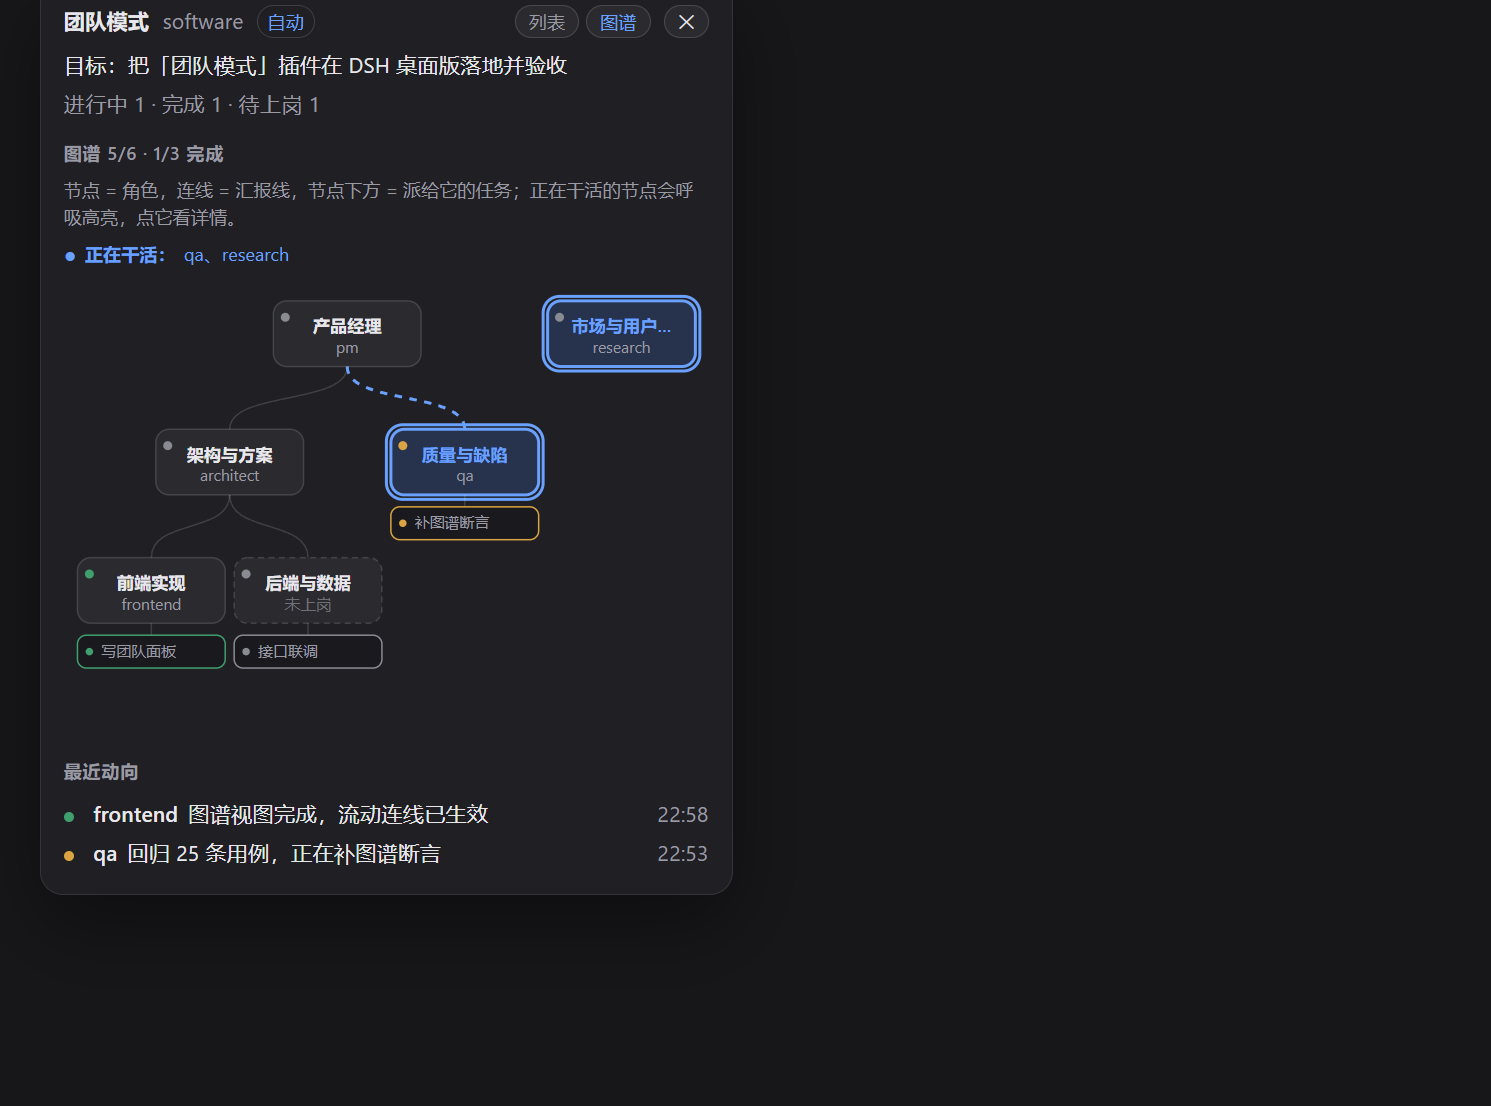 团队模式 software 自动 列表 图谱
目标：把「团队模式」插件在 DSH 桌面版落地并验收
进行中 1 · 完成 1 · 待上岗 1
图谱 5/6 · 1/3 完成
节点 = 角色，连线 = 汇报线，节点下方 = 派给它的任务；正在干活的节点会呼
吸高亮，点它看详情。
正在干活： qa、research
产品经理
pm
市场与用户...
research
架构与方案
architect
质量与缺陷
qa
补图谱断言
前端实现
frontend
后端与数据
未上岗
写团队面板
接口联调
最近动向
frontend 图谱视图完成，流动连线已生效 22:58
qa 回归 25 条用例，正在补图谱断言 22:53